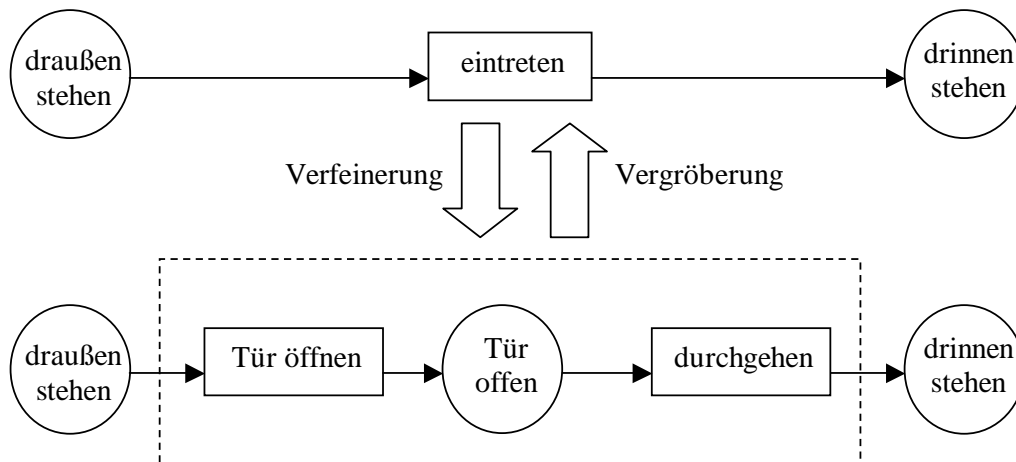 draußen
stehen
eintreten
drinnen
stehen
Verfeinerung
Vergröberung
draußen
stehen
Tür öffnen
Tür
offen
durchgehen
drinnen
stehen